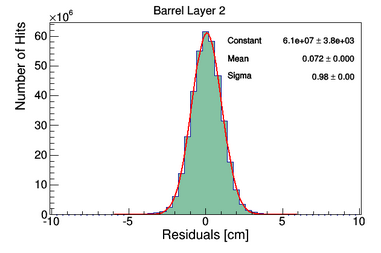 Barrel Layer 2
×10⁶
Number of Hits
60
50
40
30
20
10
0
Constant 6.1e+07 ± 3.8e+03
Mean 0.072 ± 0.000
Sigma 0.98 ± 0.00
-10 -5 0 5 10
Residuals [cm]